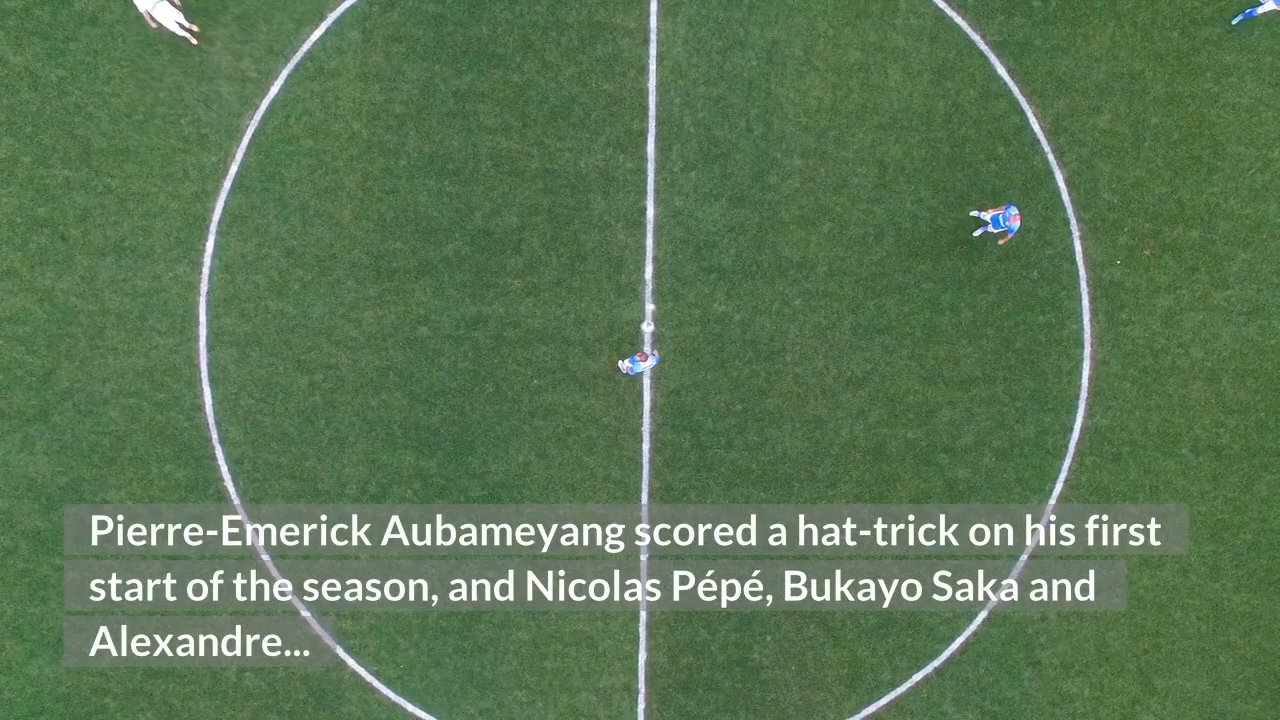 Pierre-Emerick Aubameyang scored a hat-trick on his first
start of the season, and Nicolas Pépé, Bukayo Saka and
Alexandre...